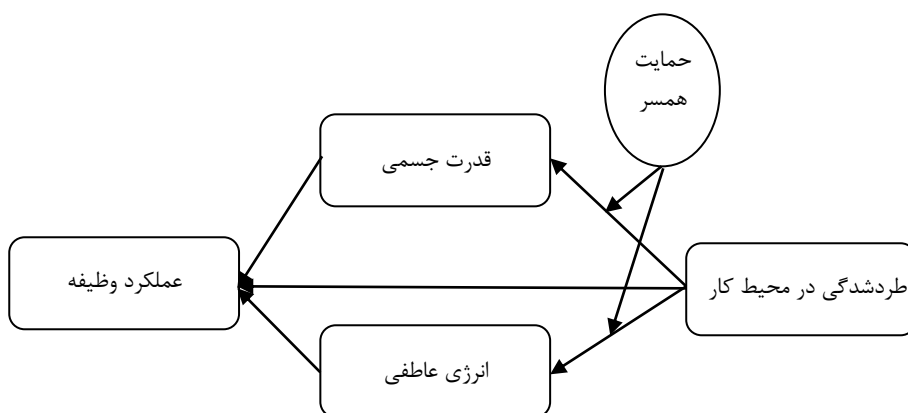 حمایت
همسر
قدرت جسمی
طردشدگی در محیط کار
عملکرد وظیفه
انرژی عاطفی